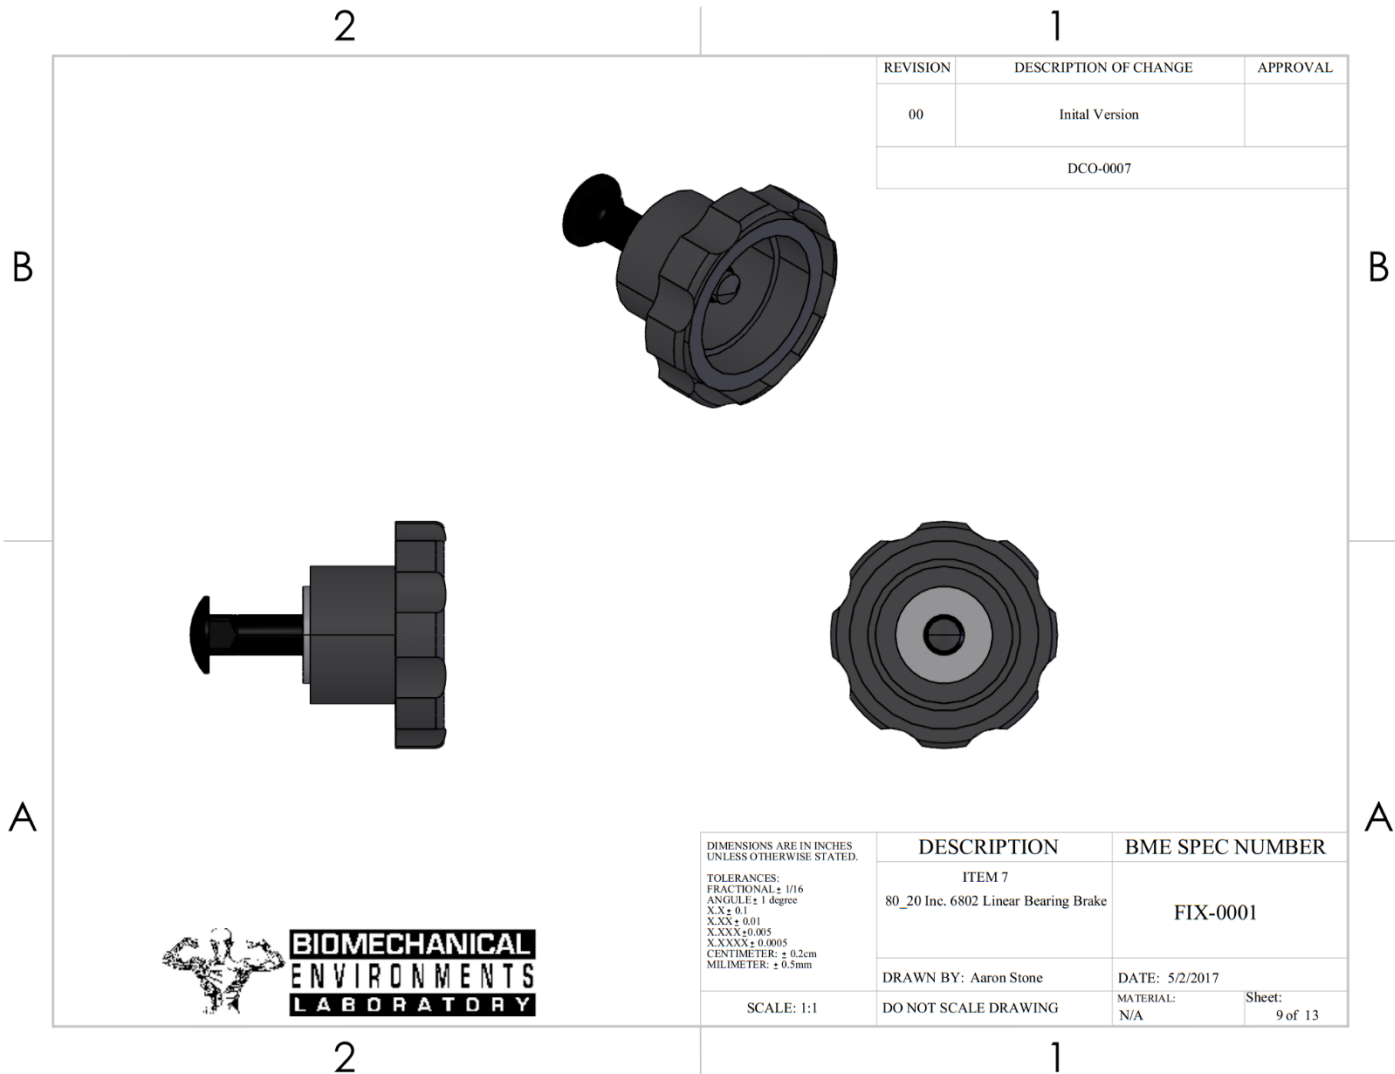 2 1
REVISION DESCRIPTION OF CHANGE APPROVAL
00 Inital Version
DCO-0007
B B
A A
DIMENSIONS ARE IN INCHES
UNLESS OTHERWISE STATED.
TOLERANCES:
FRACTIONAL± 1/16
ANGULE± 1 degree
X.X± 0.1
X.XX± 0.01
X.XXX±0.005
X.XXXX± 0.0005
CENTIMETER: ± 0.2cm
MILIMETER: ± 0.5mm
SCALE: 1:1
DESCRIPTION
ITEM 7
80_20 Inc. 6802 Linear Bearing Brake
DRAWN BY: Aaron Stone
DO NOT SCALE DRAWING
BME SPEC NUMBER
FIX-0001
DATE: 5/2/2017
MATERIAL:
N/A
Sheet:
9 of 13
BIOMECHANICAL
ENVIRONMENTS
LABORATORY
2 1